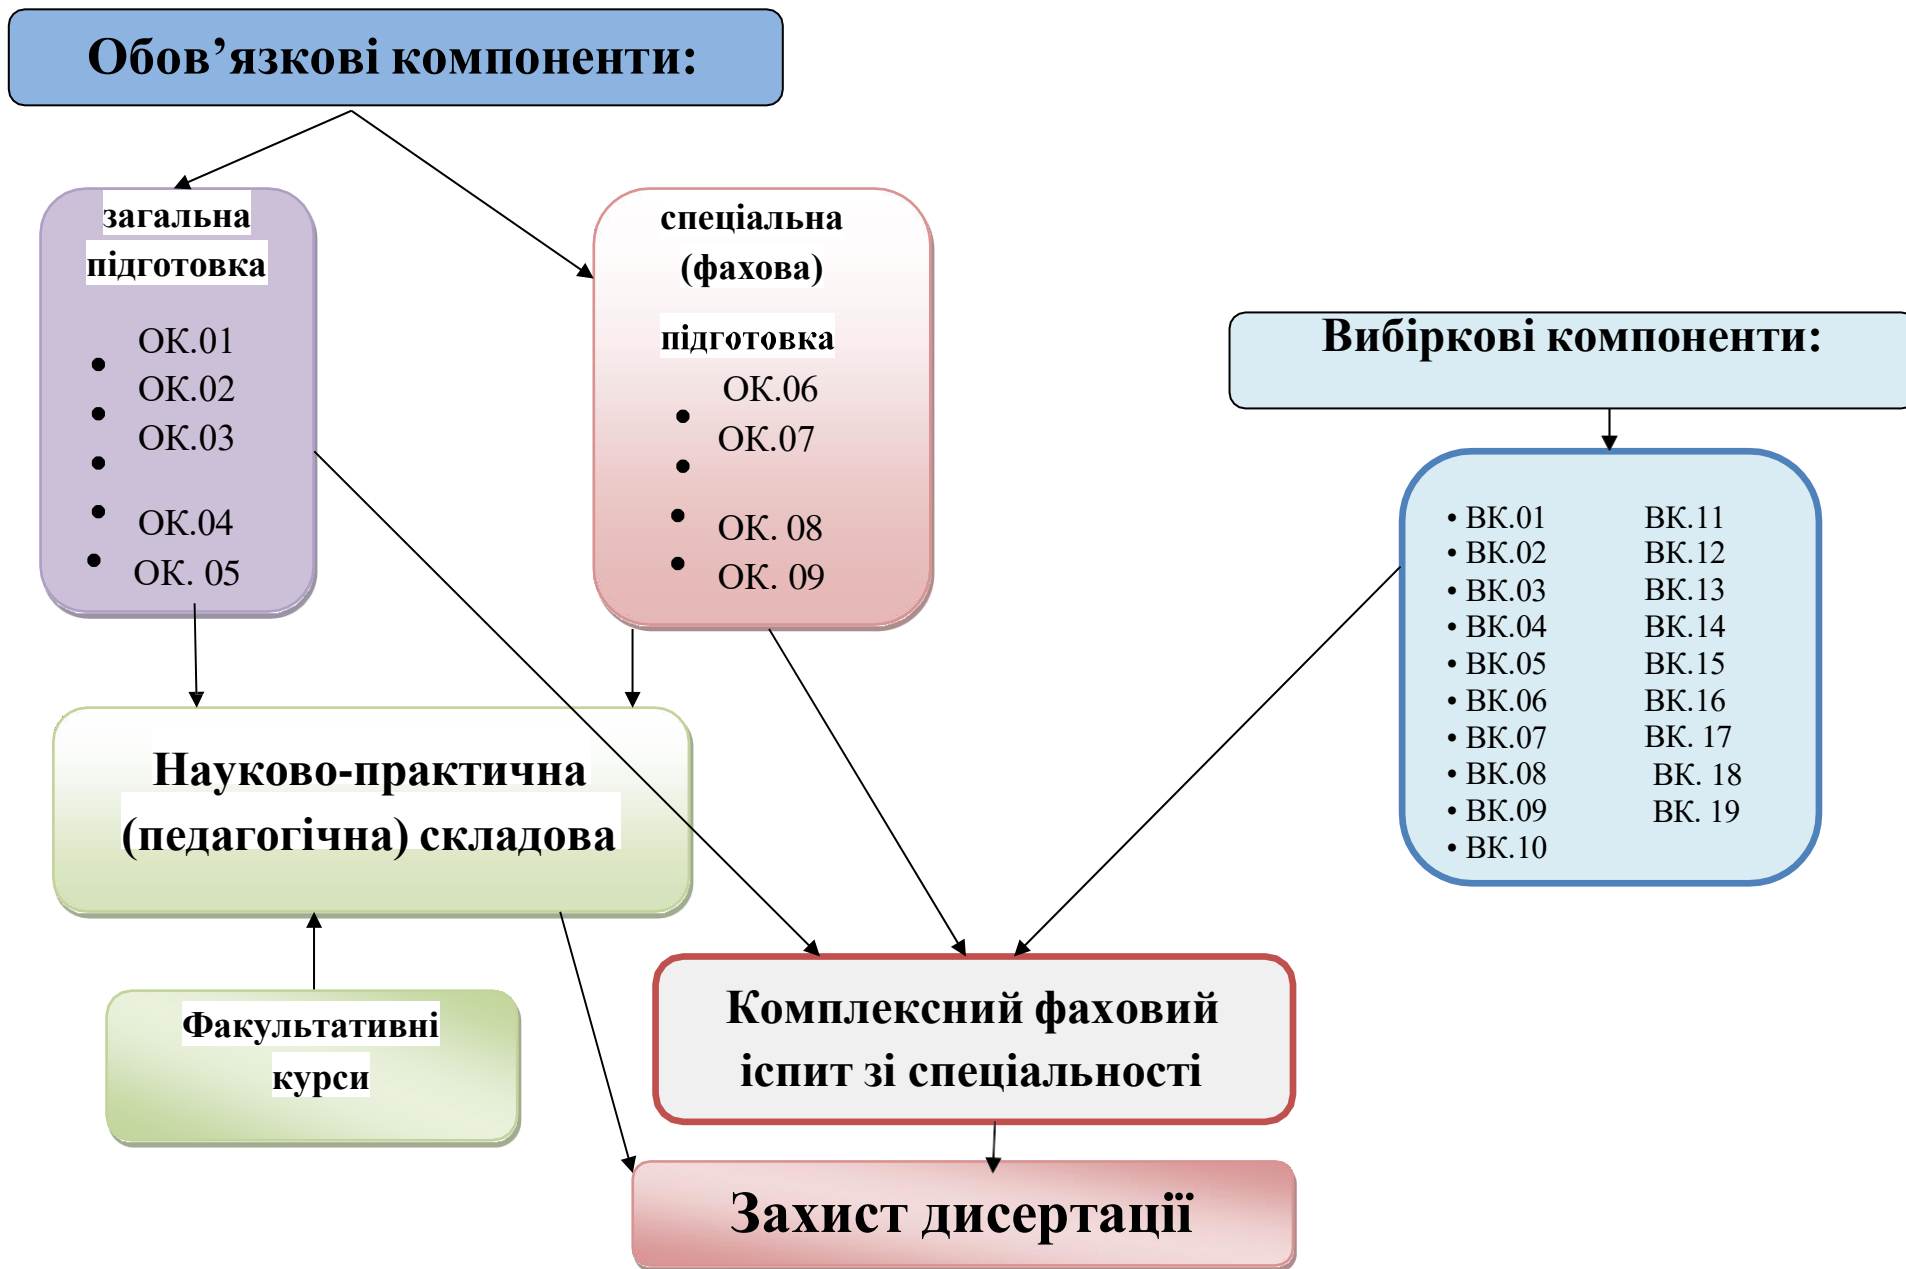 Обов’язкові компоненти:
загальна
підготовка
• ОК.01
• ОК.02
• ОК.03
• ОК.04
• ОК. 05
спеціальна
(фахова)
підготовка
• ОК.06
• ОК.07
• ОК. 08
• ОК. 09
Вибіркові компоненти:
• ВК.01
• ВК.02
• ВК.03
• ВК.04
• ВК.05
• ВК.06
• ВК.07
• ВК.08
• ВК.09
• ВК.10
ВК.11
ВК.12
ВК.13
ВК.14
ВК.15
ВК.16
ВК. 17
ВК. 18
ВК. 19
Науково-практична
(педагогічна) складова
Факультативні
курси
Комплексний фаховий
іспит зі спеціальності
Захист дисертації